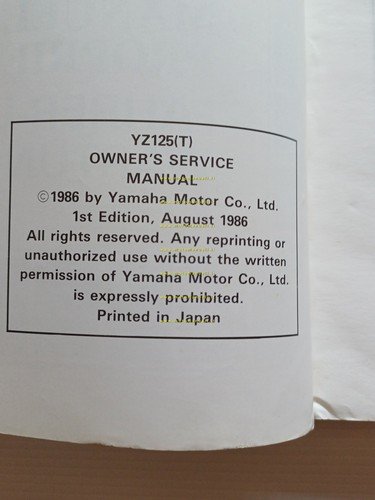 YZ125(T)
OWNER'S SERVICE
MANUAL
©1986 by Yamaha Motor Co., Ltd.
1st Edition, August 1986
All rights reserved. Any reprinting or
unauthorized use without the written
permission of Yamaha Motor Co., Ltd.
is expressly prohibited.
Printed in Japan